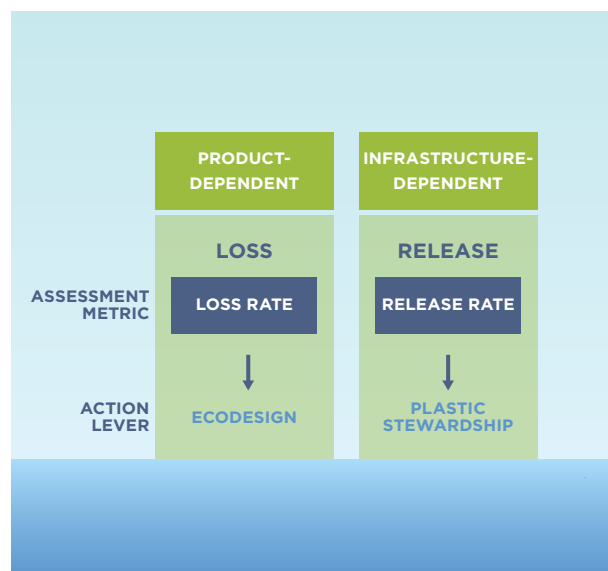 PRODUCT-
DEPENDENT
INFRASTRUCTURE-
DEPENDENT
LOSS
RELEASE
ASSESSMENT
METRIC
LOSS RATE
RELEASE RATE
ACTION
LEVER
ECODESIGN
PLASTIC
STEWARDSHIP